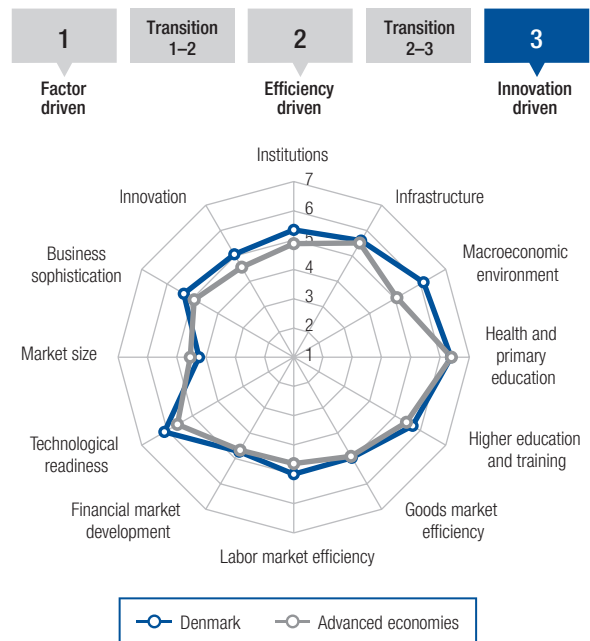 1
Transition
1–2
2
Transition
2–3
3
Factor
driven
Efficiency
driven
Innovation
driven
Institutions
7
6
5
4
3
2
1
Infrastructure
Macroeconomic
environment
Health and
primary
education
Higher education
and training
Goods market
efficiency
Labor market efficiency
Financial market
development
Technological
readiness
Market size
Business
sophistication
Innovation
Denmark
Advanced economies